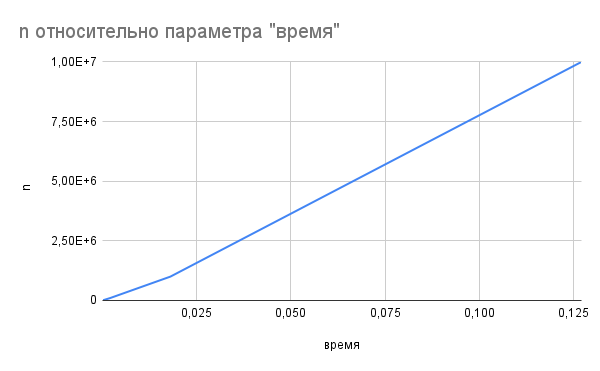 n относительно параметра "время"
1,00E+7
7,50E+6
5,00E+6
2,50E+6
0
n
0,025 0,050 0,075 0,100 0,125
время